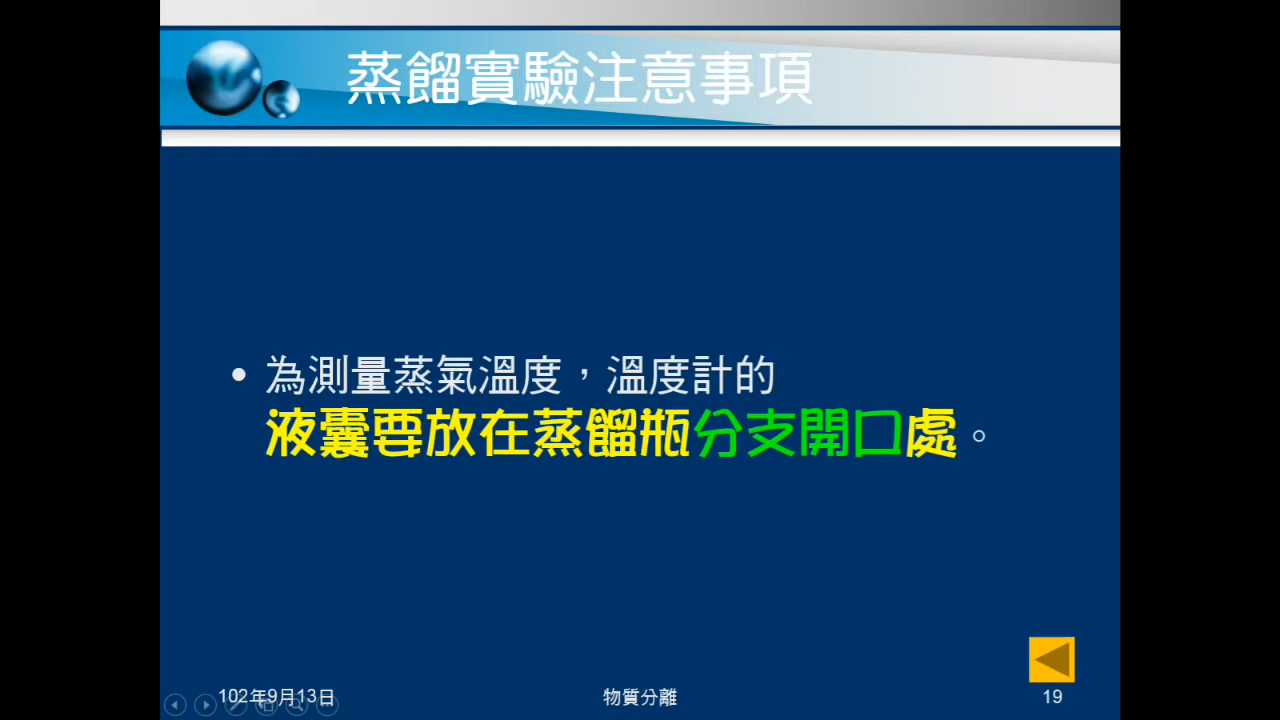 蒸餾實驗注意事項
• 為測量蒸氣溫度，溫度計的
液囊要放在蒸餾瓶分支開口處。
102年9月13日
物質分離
19